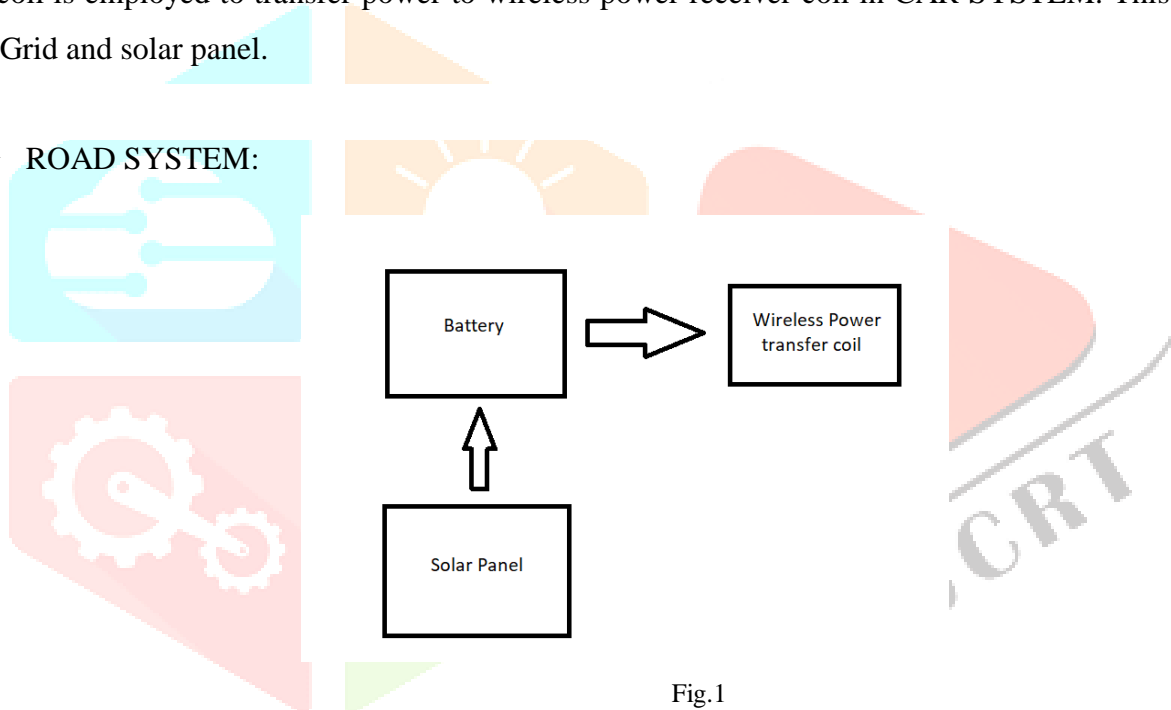 coil is employed to transfer power to wireless power receiver coil in CAR SYSTEM. This
Grid and solar panel.
ROAD SYSTEM:
Battery
Wireless Power
transfer coil
Solar Panel
CRT
Fig.1